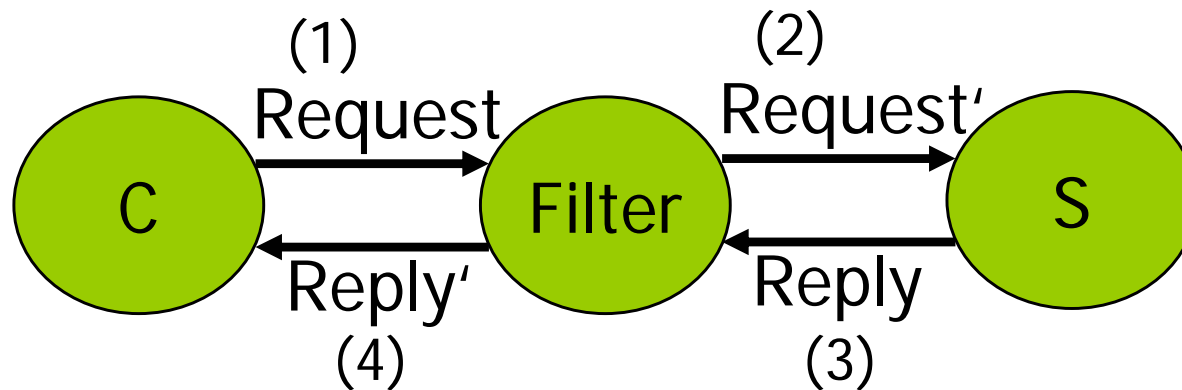 (1)
Request
(2)
Request‘
C
Filter
S
Reply‘
(4)
Reply
(3)